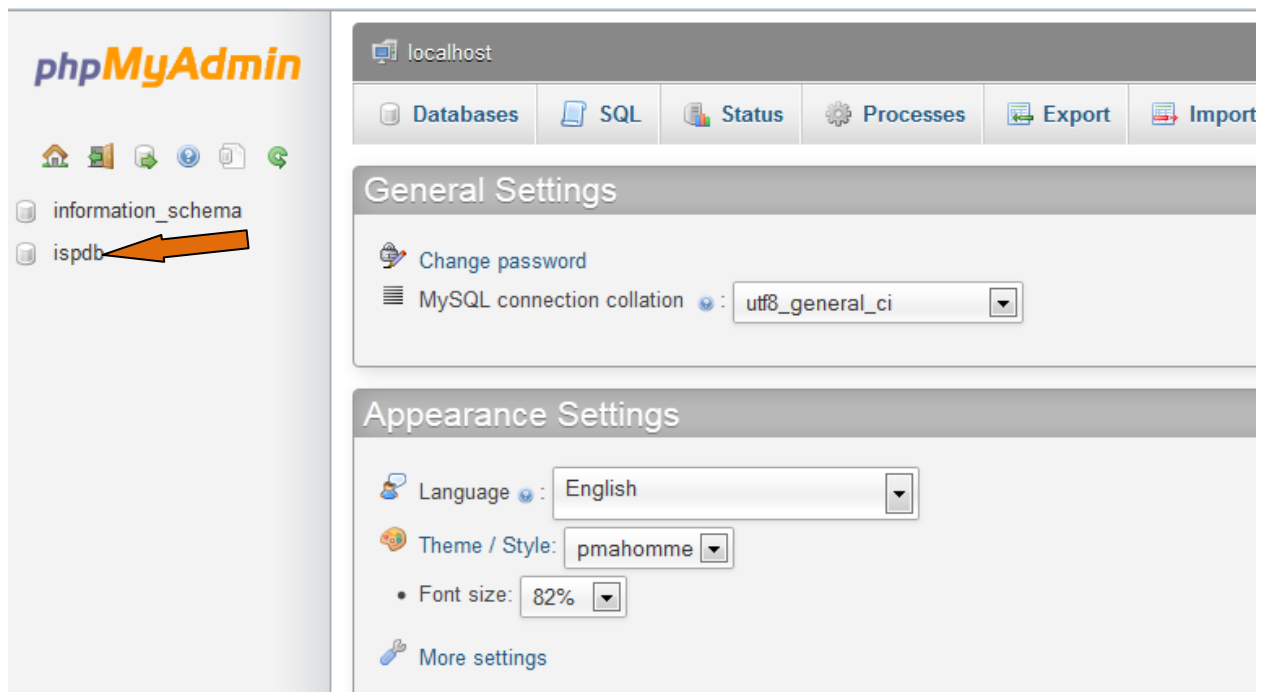 phpMyAdmin
information_schema
ispdb
localhost
Databases SQL Status Processes Export Import
General Settings
Change password
MySQL connection collation : utf8_general_ci
Appearance Settings
Language : English
Theme / Style: pmahomme
• Font size: 82%
More settings